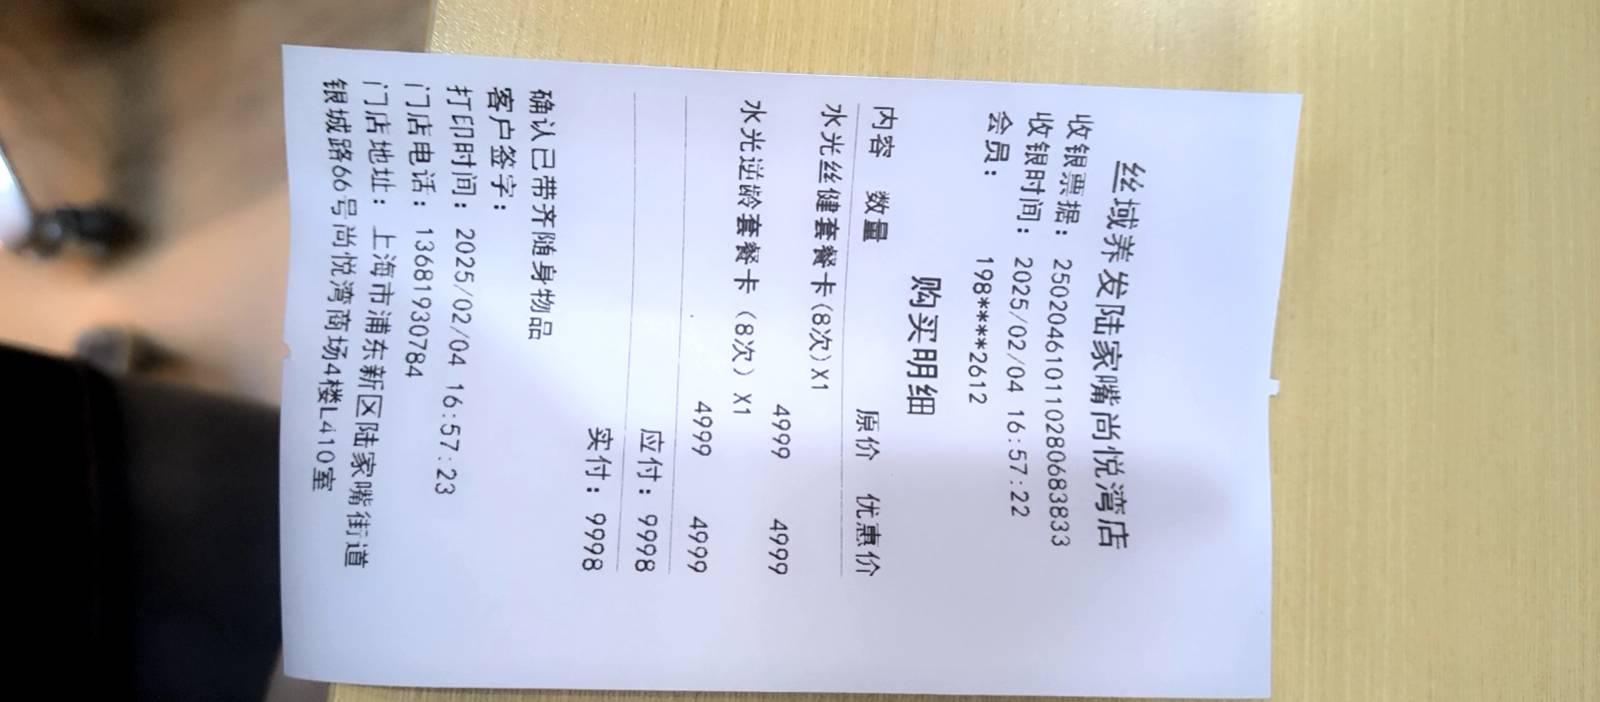 丝域养发陆家嘴尚悦湾店
收银票据：2502046101102806833833
收银时间：2025/02/04 16:57:22
会员：198****2612
购买明细
内容 数量 原价 优惠价
水光丝健套餐卡(8次)X1
4999 4999
水光逆龄套餐卡（8次）X1
4999 4999
应付：9998
实付：9998
确认已带齐随身物品
客户签字：
打印时间：2025/02/04 16:57:23
门店电话：13681930784
门店地址：上海市浦东新区陆家嘴街道
银城路66号尚悦湾商场4楼L410室